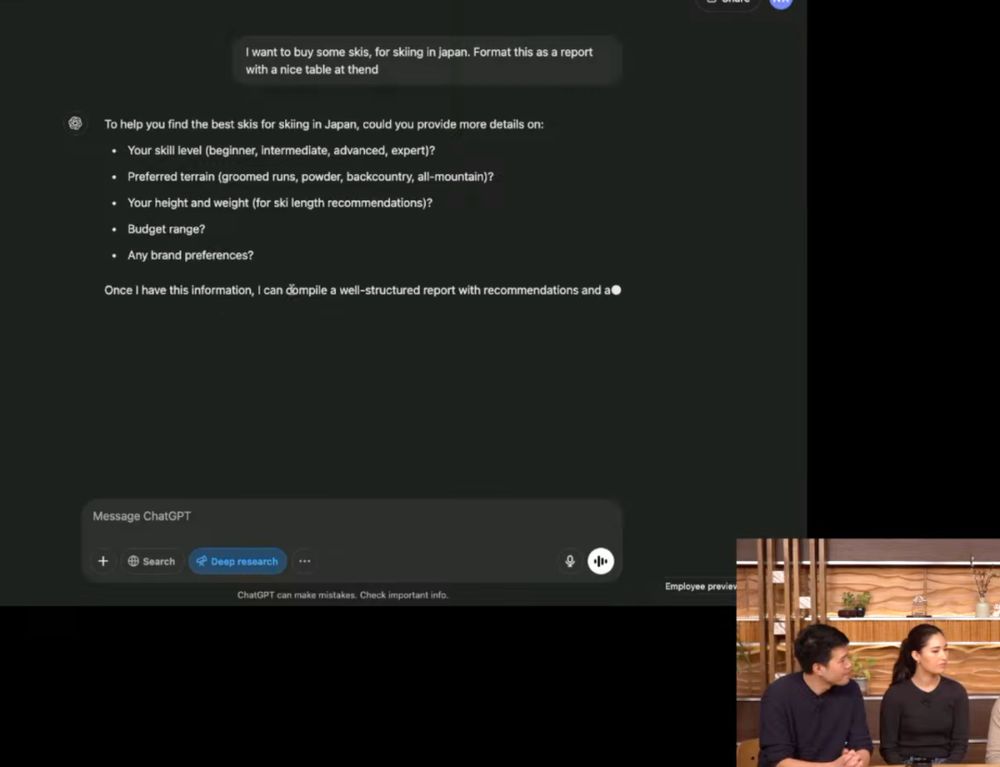 Share
I want to buy some skis, for skiing in japan. Format this as a report
with a nice table at thend
To help you find the best skis for skiing in Japan, could you provide more details on:
• Your skill level (beginner, intermediate, advanced, expert)?
• Preferred terrain (groomed runs, powder, backcountry, all-mountain)?
• Your height and weight (for ski length recommendations)?
• Budget range?
• Any brand preferences?
Once I have this information, I can compile a well-structured report with recommendations and a
Message ChatGPT
Search Deep research
ChatGPT can make mistakes. Check important info.
Employee preview